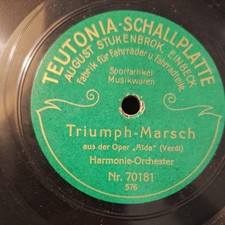 TEUTONIA-SCHALLPLATTE
AUGUST STUKENBROK, EINBECK
Fabrik für Fahrräder u. Fahrradteile
Sportartikel
Musikwaren
Triumph-Marsch
aus der Oper „Aida" (Verdi)
Harmonie-Orchester
Nr. 70181
576